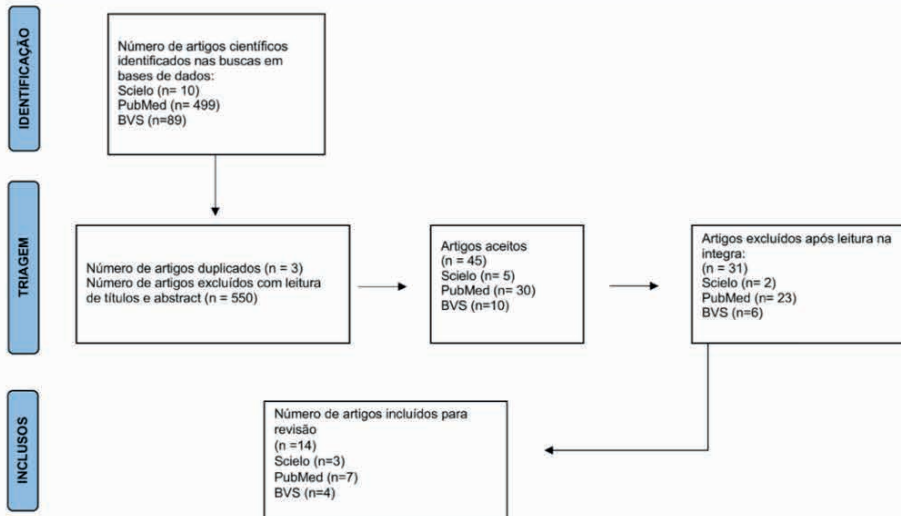 IDENTIFICAÇÃO
Número de artigos científicos
identificados nas buscas em
bases de dados:
Scielo (n= 10)
PubMed (n= 499)
BVS (n=89)
TRIAGEM
Número de artigos duplicados (n = 3)
Número de artigos excluídos com leitura
de títulos e abstract (n = 550)
Artigos aceitos
(n = 45)
Scielo (n= 5)
PubMed (n= 30)
BVS (n=10)
Artigos excluídos após leitura na
integra:
(n = 31)
Scielo (n= 2)
PubMed (n= 23)
BVS (n=6)
INCLUSOS
Número de artigos incluídos para
revisão
(n =14)
Scielo (n=3)
PubMed (n=7)
BVS (n=4)